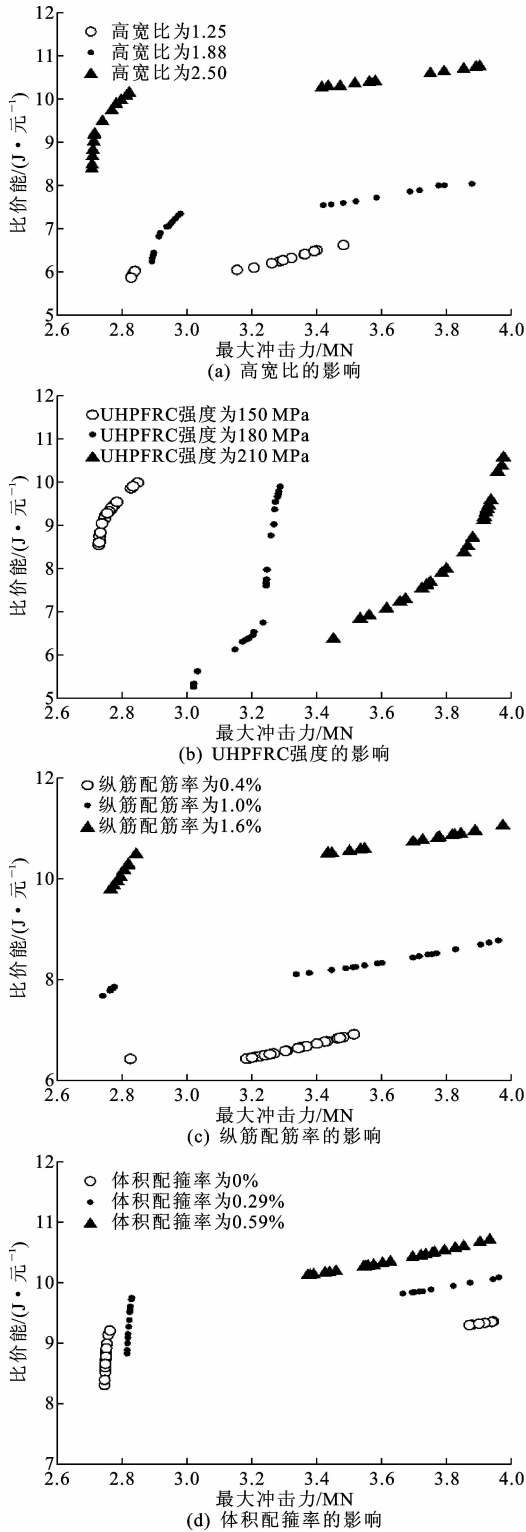 12
11
10
9
8
7
6
5
比价能/(J·元⁻¹)
高宽比为1.25
高宽比为1.88
高宽比为2.50
2.6 2.8 3.0 3.2 3.4 3.6 3.8 4.0
最大冲击力/MN
(a) 高宽比的影响
12
11
10
9
8
7
6
5
比价能/(J·元⁻¹)
UHPFRC强度为150 MPa
UHPFRC强度为180 MPa
UHPFRC强度为210 MPa
2.6 2.8 3.0 3.2 3.4 3.6 3.8 4.0
最大冲击力/MN
(b) UHPFRC强度的影响
12
10
8
6
比价能/(J·元⁻¹)
纵筋配筋率为0.4%
纵筋配筋率为1.0%
纵筋配筋率为1.6%
2.6 2.8 3.0 3.2 3.4 3.6 3.8 4.0
最大冲击力/MN
(c) 纵筋配筋率的影响
12
11
10
9
8
7
比价能/(J·元⁻¹)
体积配箍率为0%
体积配箍率为0.29%
体积配箍率为0.59%
2.6 2.8 3.0 3.2 3.4 3.6 3.8 4.0
最大冲击力/MN
(d) 体积配箍率的影响